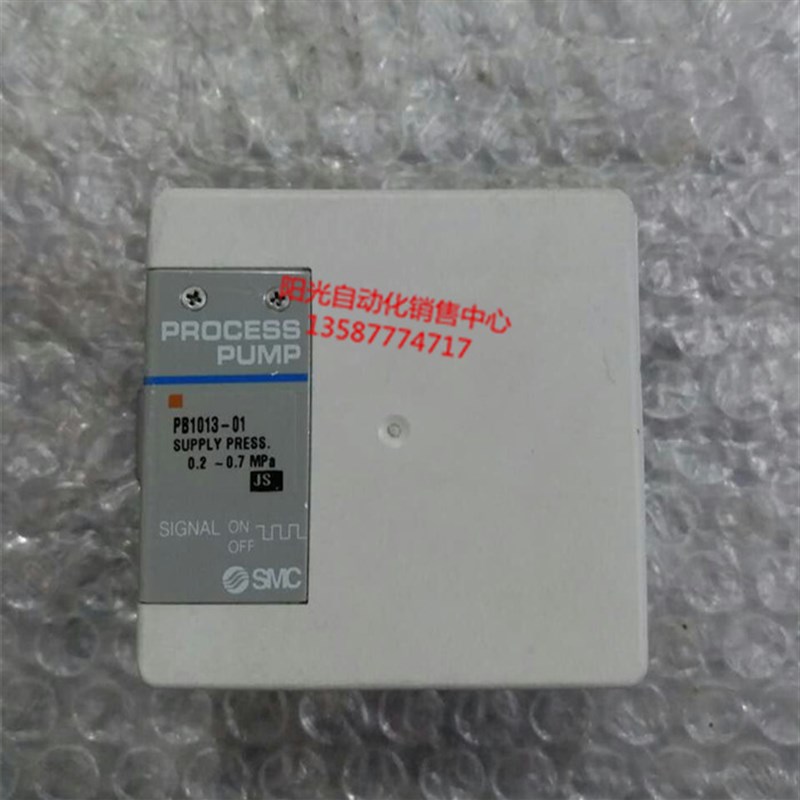 阳光自动化销售中心
13587774717
PROCESS
PUMP
PB1013-01
SUPPLY PRESS.
0.2 ~0.7 MPa
JS
SIGNAL ON
OFF
SMC